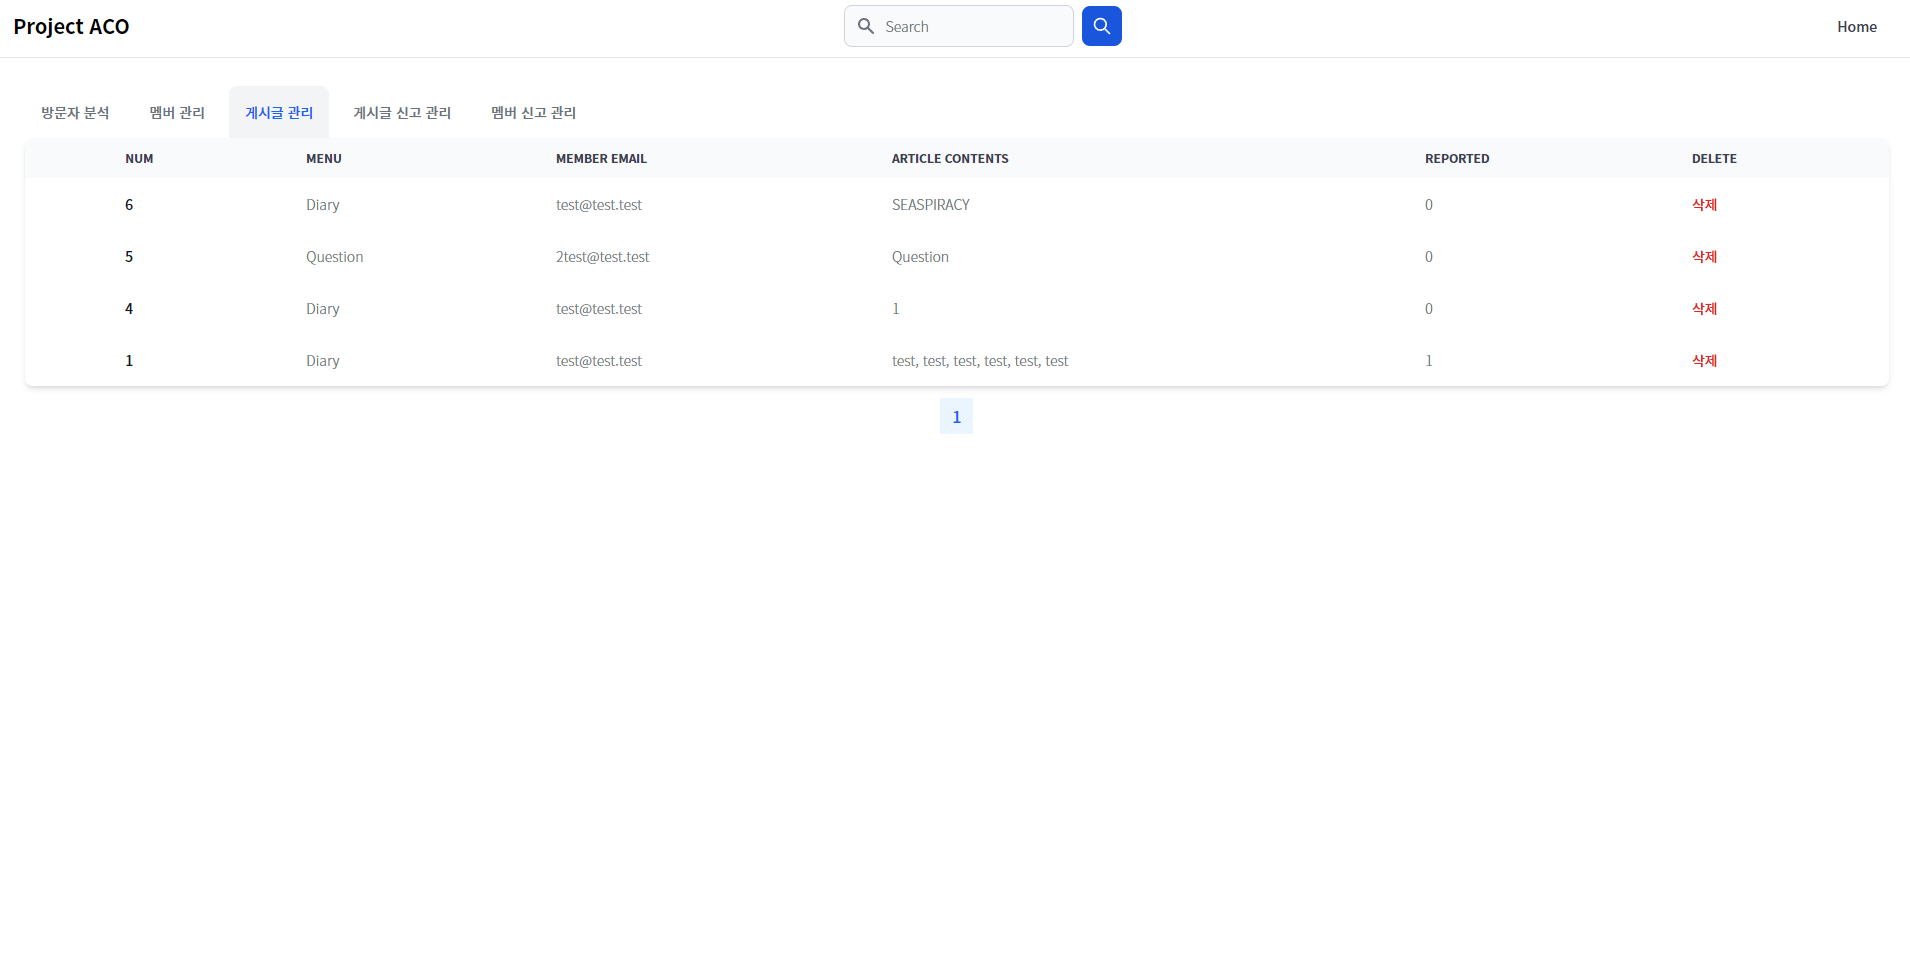 Project ACO Search Home
방문자 분석 멤버 관리 게시글 관리 게시글 신고 관리 멤버 신고 관리
NUM MENU MEMBER EMAIL ARTICLE CONTENTS REPORTED DELETE
6 Diary test@test.test SEASPIRACY 0 삭제
5 Question 2test@test.test Question 0 삭제
4 Diary test@test.test 1 0 삭제
1 Diary test@test.test test, test, test, test, test, test 1 삭제
1